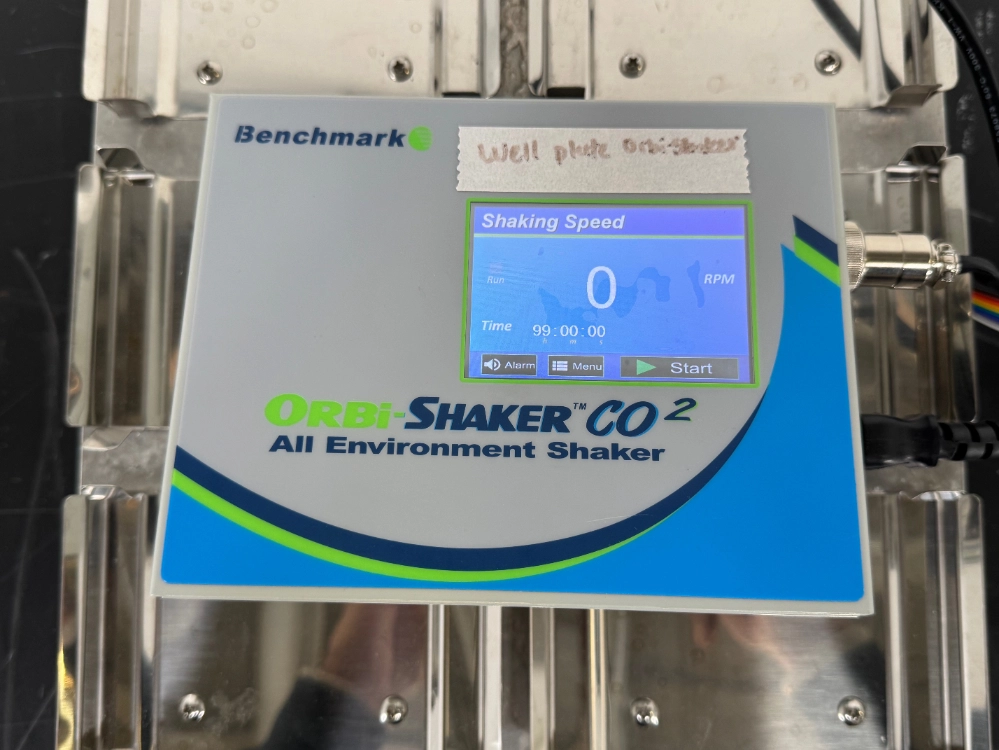 Benchmark
Well plate Orbi-Shaker
Shaking Speed
0
RPM
Run
Time 99:00:00
h m s
Alarm Menu Start
ORBi-SHAKER™ CO2
All Environment Shaker